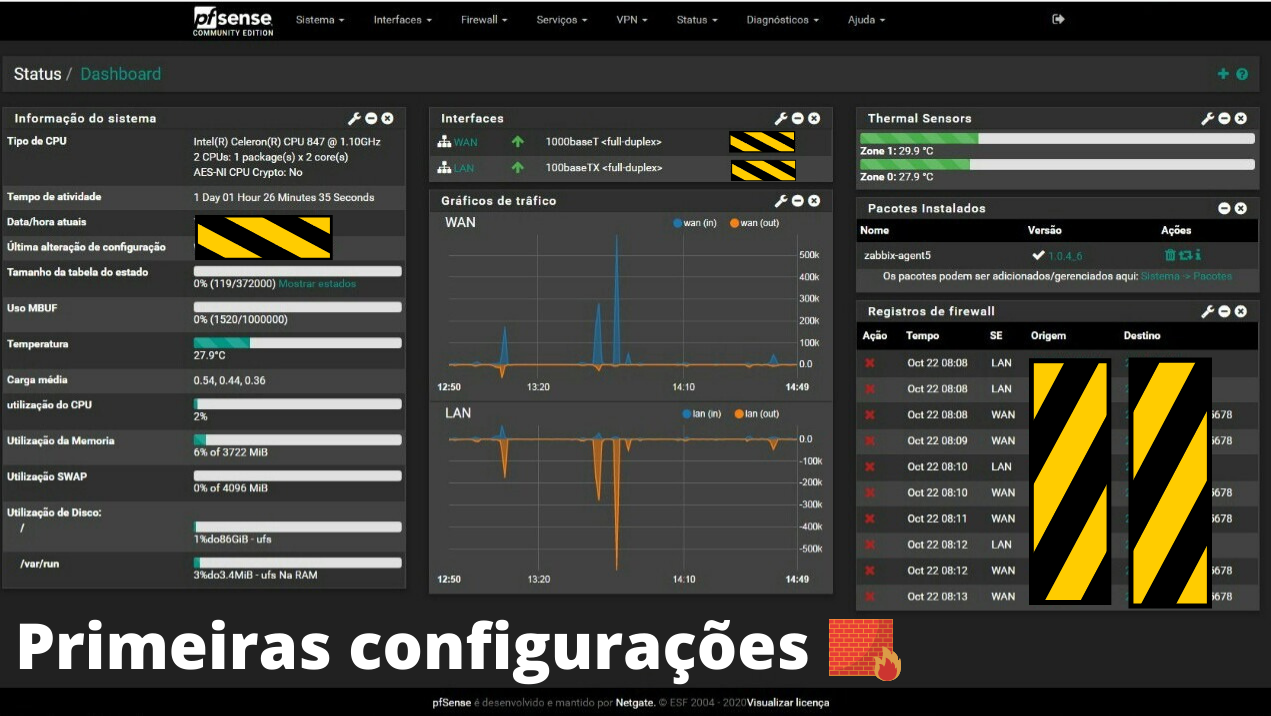 pfsense
COMMUNITY EDITION
Sistema Interfaces Firewall Serviços VPN Status Diagnósticos Ajuda
Status / Dashboard
Informação do sistema
Tipo de CPU
Intel(R) Celeron(R) CPU 847 @ 1.10GHz
2 CPUs: 1 package(s) x 2 core(s)
AES-NI CPU Crypto: No
Tempo de atividade 1 Day 01 Hour 26 Minutes 35 Seconds
Data/hora atuais
Última alteração de configuração
Tamanho da tabela do estado
0% (119/372000) Mostrar estados
Uso MBUF
0% (1520/1000000)
Temperatura
27.9°C
Carga média 0.54, 0.44, 0.36
utilização do CPU
2%
Utilização da Memoria
6% of 3722 MiB
Utilização SWAP
0% of 4096 MiB
Utilização de Disco:
/
1%do86GiB - ufs
/var/run
3%do3.4MiB - ufs Na RAM
Interfaces
WAN 1000baseT <full-duplex>
LAN 100baseTX <full-duplex>
Gráficos de tráfico
WAN wan (in) wan (out)
500k
400k
300k
200k
100k
0.0
12:50 13:20 14:10 14:49
LAN lan (in) lan (out)
0.0
-100k
-200k
-300k
-400k
-500k
12:50 13:20 14:10 14:49
Thermal Sensors
Zone 1: 29.9 °C
Zone 0: 27.9 °C
Pacotes Instalados
Nome Versão Ações
zabbix-agent5 1.0.4_6
Os pacotes podem ser adicionados/gerenciados aqui: Sistema -> Pacotes
Registros de firewall
Ação Tempo SE Origem Destino
Oct 22 08:08 LAN
Oct 22 08:08 LAN
Oct 22 08:08 WAN 5678
Oct 22 08:09 WAN 5678
Oct 22 08:10 LAN
Oct 22 08:10 WAN 5678
Oct 22 08:11 WAN 5678
Oct 22 08:12 LAN
Oct 22 08:12 WAN 5678
Oct 22 08:13 WAN 5678
Primeiras configurações
pfSense é desenvolvido e mantido por Netgate. © ESF 2004 - 2020Visualizar licença